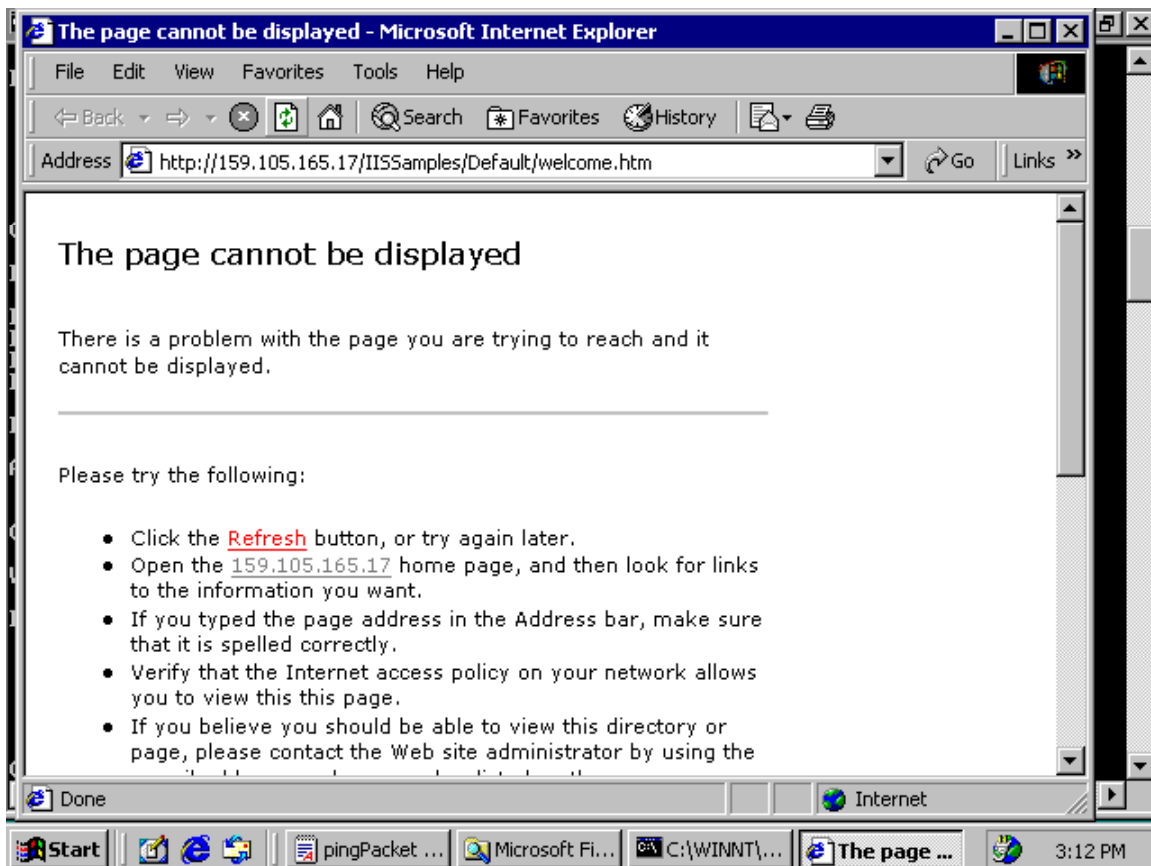 The page cannot be displayed - Microsoft Internet Explorer
File Edit View Favorites Tools Help
Back Search Favorites History
Address http://159.105.165.17/IISSamples/Default/welcome.htm Go Links »
The page cannot be displayed
There is a problem with the page you are trying to reach and it
cannot be displayed.
Please try the following:
● Click the Refresh button, or try again later.
● Open the 159.105.165.17 home page, and then look for links
to the information you want.
● If you typed the page address in the Address bar, make sure
that it is spelled correctly.
● Verify that the Internet access policy on your network allows
you to view this this page.
● If you believe you should be able to view this directory or
page, please contact the Web site administrator by using the
Done Internet
Start pingPacket ... Microsoft Fi... C:\WINNT\... The page ... 3:12 PM